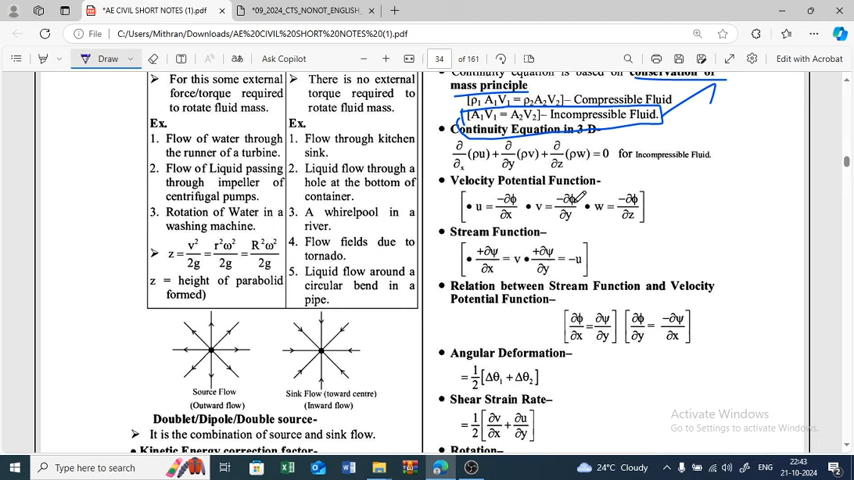 *AE CIVIL SHORT NOTES (1).pdf
*09_2024_CTS_NONOT_ENGLISH_
File C:/Users/Mithran/Downloads/AE%20CIVIL%20SHORT%20NOTES%20(1).pdf
Draw
Ask Copilot
34 of 161
Edit with Acrobat
For this some external force/torque required to rotate fluid mass.
Ex.
1. Flow of water through the runner of a turbine.
2. Flow of Liquid passing through impeller of centrifugal pumps.
3. Rotation of Water in a washing machine.
z = v²/2g = r²ω²/2g = R²ω²/2g
z = height of parabolid formed)
There is no external torque required to rotate fluid mass.
Ex.
1. Flow through kitchen sink.
2. Liquid flow through a hole at the bottom of container.
3. A whirelpool in a river.
4. Flow fields due to tornado.
5. Liquid flow around a circular bend in a pipe.
Source Flow
(Outward flow)
Sink Flow (toward centre)
(Inward flow)
Doublet/Dipole/Double source-
It is the combination of source and sink flow.
Kinetic Energy correction factor-
Continuity equation is based on conservation of
mass principle
[ρ₁ A₁V₁ = ρ₂A₂V₂]– Compressible Fluid
[A₁V₁ = A₂V₂]– Incompressible Fluid.
• Continuity Equation in 3-D-
∂/∂x (ρu) + ∂/∂y (ρv) + ∂/∂z (ρw) = 0 for Incompressible Fluid.
• Velocity Potential Function-
[• u = −∂ϕ/∂x • v = −∂ϕ/∂y • w = −∂ϕ/∂z]
• Stream Function-
[• +∂ψ/∂x = v • +∂ψ/∂y = −u]
• Relation between Stream Function and Velocity
Potential Function-
[∂ϕ/∂x = ∂ψ/∂y] [∂ϕ/∂y = −∂ψ/∂x]
• Angular Deformation–
= 1/2 [Δθ₁ + Δθ₂]
• Shear Strain Rate–
= 1/2 [∂v/∂x + ∂u/∂y]
• Rotation–
Activate Windows
Go to Settings to activate Windows.
Type here to search
24°C Cloudy
ENG
22:43
21-10-2024